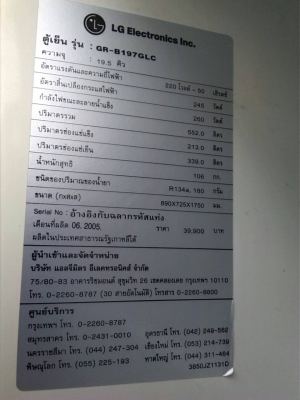 LG LG Electronics Inc.
ตู้เย็น รุ่น : GR-B197GLC
ความจุ : 19.5 คิว
อัตราแรงดันและความถี่ไฟฟ้า 220 โวลต์ - 50 เฮิรตซ์
อัตราสิ้นเปลืองกระแสไฟฟ้า 245 วัตต์
กำลังไฟขณะละลายน้ำแข็ง 260 วัตต์
ปริมาตรรวม 552.0 ลิตร
ปริมาตรช่องแช่แข็ง 213.0 ลิตร
ปริมาตรช่องแช่เย็น 339.0 ลิตร
น้ำหนักสุทธิ 106 กก.
ชนิดของปริมาณของน้ำยา R134a, 180 กรัม
ขนาด (กxลxส) 890X725X1750 มม.
Serial No : อ้างอิงกับฉลากรหัสแท่ง
เดือนที่ผลิต 06, 2005. ราคา 39,900 บาท
ผลิตในประเทศสาธารณรัฐเกาหลีใต้
ผู้นำเข้าและจัดจำหน่าย
บริษัท แอลจีมิตร อีเลคทรอนิคส์ จำกัด
75/80-83 อาคารริชมอนด์ สุขุมวิท 26 เขตคลองเตย กรุงเทพฯ 10110
โทร. 0-2260-8787 (30 สายอัตโนมัติ) โทรสาร 0-2260-8800
ศูนย์บริการ
กรุงเทพฯ โทร. 0-2260-8787
สมุทรสาคร โทร. 0-2431-0010 อุดรธานี โทร. (042) 249-562
นครราชสีมา โทร. (044) 247-304 เชียงใหม่ โทร. (053) 214-739
พิษณุโลก โทร. (055) 225-193 หาดใหญ่ โทร. (044) 311-464
3650JZ1131D